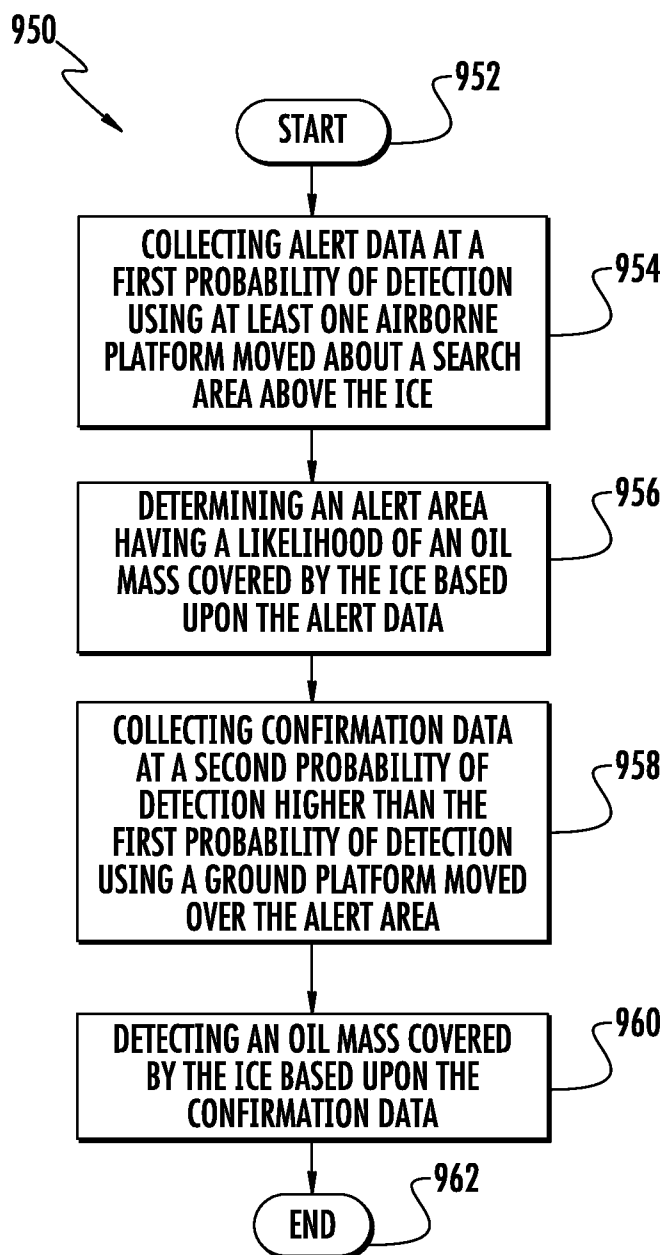 950
952
START
COLLECTING ALERT DATA AT A
FIRST PROBABILITY OF DETECTION
USING AT LEAST ONE AIRBORNE
PLATFORM MOVED ABOUT A SEARCH
AREA ABOVE THE ICE
954
DETERMINING AN ALERT AREA
HAVING A LIKELIHOOD OF AN OIL
MASS COVERED BY THE ICE BASED
UPON THE ALERT DATA
956
COLLECTING CONFIRMATION DATA
AT A SECOND PROBABILITY OF
DETECTION HIGHER THAN THE
FIRST PROBABILITY OF DETECTION
USING A GROUND PLATFORM MOVED
OVER THE ALERT AREA
958
DETECTING AN OIL MASS COVERED
BY THE ICE BASED UPON THE
CONFIRMATION DATA
960
962
END